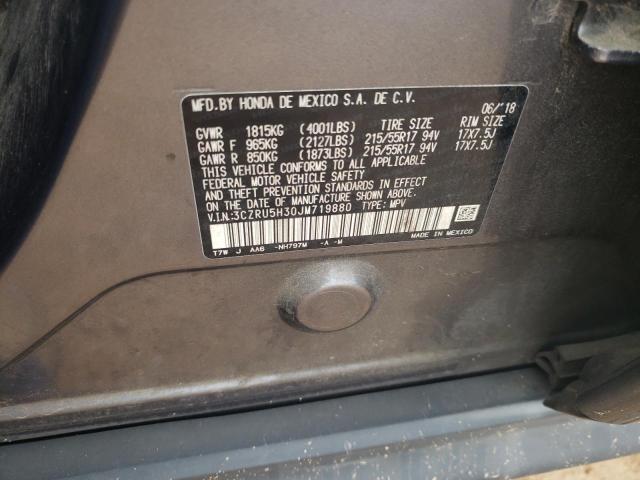 MFD.BY HONDA DE MEXICO S.A. DE C.V. 06/'18
GVWR 1815KG (4001LBS) TIRE SIZE RIM SIZE
GAWR F 965KG (2127LBS) 215/55R17 94V 17X7.5J
GAWR R 850KG (1873LBS) 215/55R17 94V 17X7.5J
THIS VEHICLE CONFORMS TO ALL APPLICABLE
FEDERAL MOTOR VEHICLE SAFETY
AND THEFT PREVENTION STANDARDS IN EFFECT
ON THE DATE OF MANUFACTURE SHOWN ABOVE.
V.I.N:3CZRU5H30JM719880 TYPE: MPV
T7W J AA6 -NH797M -A -M
MADE IN MEXICO